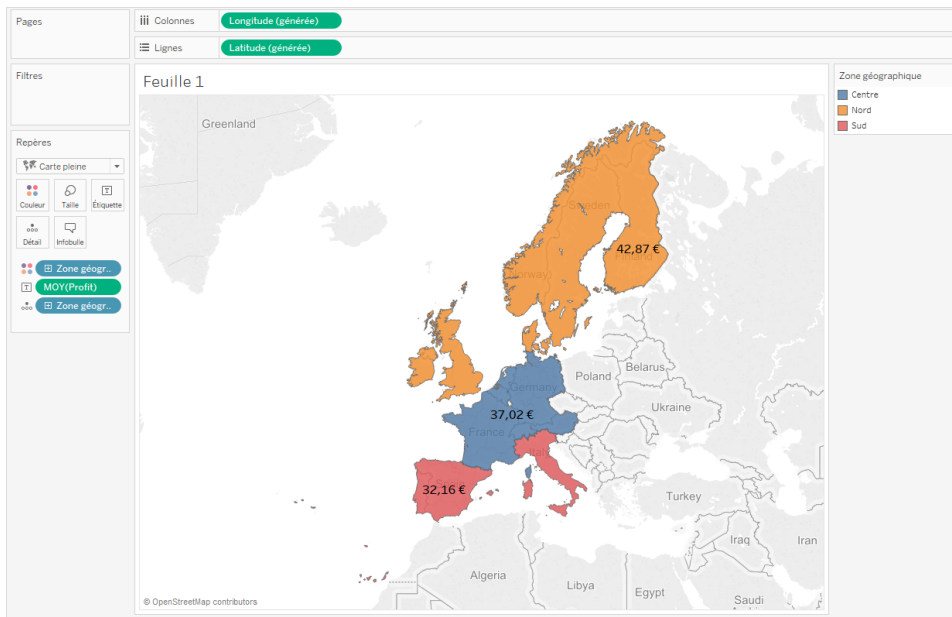 Pages
Colonnes
Longitude (générée)
Lignes
Latitude (générée)
Filtres
Repères
Carte pleine
Couleur
Taille
Étiquette
Détail
Infobulle
Zone géogr..
MOY(Profit)
Zone géogr..
Feuille 1
Greenland
Sweden
42,87 €
Finland
Norway
Poland
Belarus
Germany
Ukraine
37,02 €
France
Italy
32,16 €
Turkey
Iraq
Iran
Algeria
Libya
Egypt
Saudi
© OpenStreetMap contributors
Zone géographique
Centre
Nord
Sud